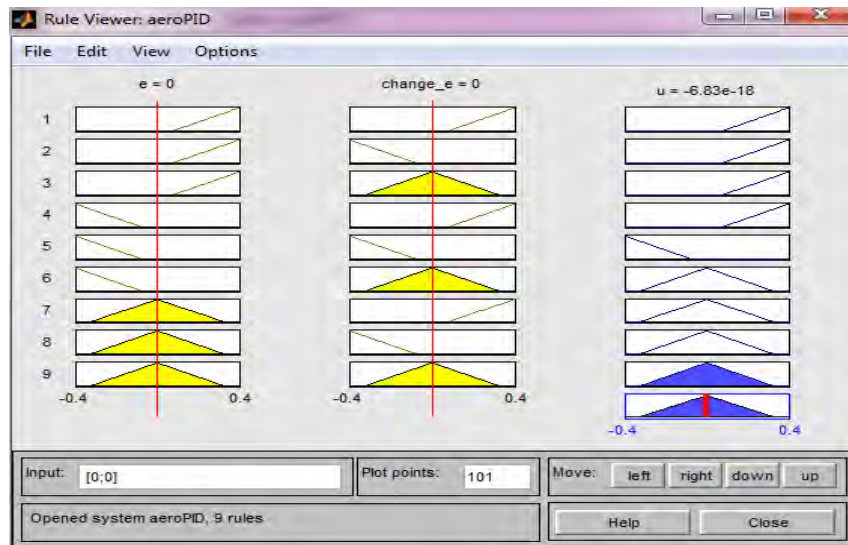 Rule Viewer: aeroPID
File Edit View Options
e = 0 change_e = 0 u = -6.83e-18
1
2
3
4
5
6
7
8
9
-0.4 0.4 -0.4 0.4
-0.4 0.4
Input: [0;0] Plot points: 101 Move: left right down up
Opened system aeroPID, 9 rules Help Close